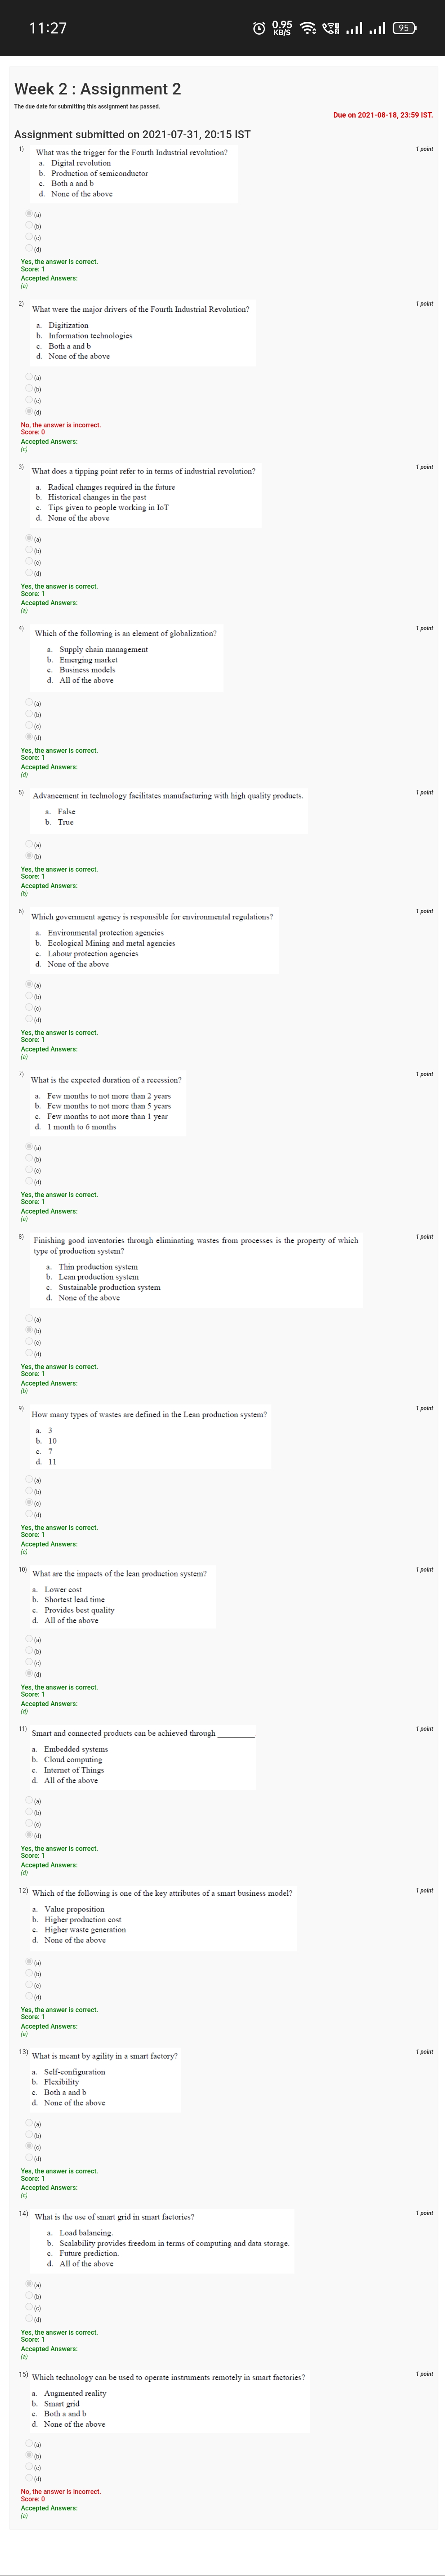 11:27
0.95
KB/S
95
Week 2 : Assignment 2
The due date for submitting this assignment has passed.
Due on 2021-08-18, 23:59 IST.
Assignment submitted on 2021-07-31, 20:15 IST
1)
1 point
What was the trigger for the Fourth Industrial revolution?
a. Digital revolution
b. Production of semiconductor
c. Both a and b
d. None of the above
(a)
(b)
(c)
(d)
Yes, the answer is correct.
Score: 1
Accepted Answers:
(a)
2)
1 point
What were the major drivers of the Fourth Industrial Revolution?
a. Digitization
b. Information technologies
c. Both a and b
d. None of the above
(a)
(b)
(c)
(d)
No, the answer is incorrect.
Score: 0
Accepted Answers:
(c)
3)
1 point
What does a tipping point refer to in terms of industrial revolution?
a. Radical changes required in the future
b. Historical changes in the past
c. Tips given to people working in IoT
d. None of the above
(a)
(b)
(c)
(d)
Yes, the answer is correct.
Score: 1
Accepted Answers:
(a)
4)
1 point
Which of the following is an element of globalization?
a. Supply chain management
b. Emerging market
c. Business models
d. All of the above
(a)
(b)
(c)
(d)
Yes, the answer is correct.
Score: 1
Accepted Answers:
(d)
5)
1 point
Advancement in technology facilitates manufacturing with high quality products.
a. False
b. True
(a)
(b)
Yes, the answer is correct.
Score: 1
Accepted Answers:
(b)
6)
1 point
Which government agency is responsible for environmental regulations?
a. Environmental protection agencies
b. Ecological Mining and metal agencies
c. Labour protection agencies
d. None of the above
(a)
(b)
(c)
(d)
Yes, the answer is correct.
Score: 1
Accepted Answers:
(a)
7)
1 point
What is the expected duration of a recession?
a. Few months to not more than 2 years
b. Few months to not more than 5 years
c. Few months to not more than 1 year
d. 1 month to 6 months
(a)
(b)
(c)
(d)
Yes, the answer is correct.
Score: 1
Accepted Answers:
(a)
8)
1 point
Finishing good inventories through eliminating wastes from processes is the property of which
type of production system?
a. Thin production system
b. Lean production system
c. Sustainable production system
d. None of the above
(a)
(b)
(c)
(d)
Yes, the answer is correct.
Score: 1
Accepted Answers:
(b)
9)
1 point
How many types of wastes are defined in the Lean production system?
a. 3
b. 10
c. 7
d. 11
(a)
(b)
(c)
(d)
Yes, the answer is correct.
Score: 1
Accepted Answers:
(c)
10)
1 point
What are the impacts of the lean production system?
a. Lower cost
b. Shortest lead time
c. Provides best quality
d. All of the above
(a)
(b)
(c)
(d)
Yes, the answer is correct.
Score: 1
Accepted Answers:
(d)
11)
1 point
Smart and connected products can be achieved through _________.
a. Embedded systems
b. Cloud computing
c. Internet of Things
d. All of the above
(a)
(b)
(c)
(d)
Yes, the answer is correct.
Score: 1
Accepted Answers:
(d)
12)
1 point
Which of the following is one of the key attributes of a smart business model?
a. Value proposition
b. Higher production cost
c. Higher waste generation
d. None of the above
(a)
(b)
(c)
(d)
Yes, the answer is correct.
Score: 1
Accepted Answers:
(a)
13)
1 point
What is meant by agility in a smart factory?
a. Self-configuration
b. Flexibility
c. Both a and b
d. None of the above
(a)
(b)
(c)
(d)
Yes, the answer is correct.
Score: 1
Accepted Answers:
(c)
14)
1 point
What is the use of smart grid in smart factories?
a. Load balancing.
b. Scalability provides freedom in terms of computing and data storage.
c. Future prediction.
d. All of the above
(a)
(b)
(c)
(d)
Yes, the answer is correct.
Score: 1
Accepted Answers:
(a)
15)
1 point
Which technology can be used to operate instruments remotely in smart factories?
a. Augmented reality
b. Smart grid
c. Both a and b
d. None of the above
(a)
(b)
(c)
(d)
No, the answer is incorrect.
Score: 0
Accepted Answers:
(a)